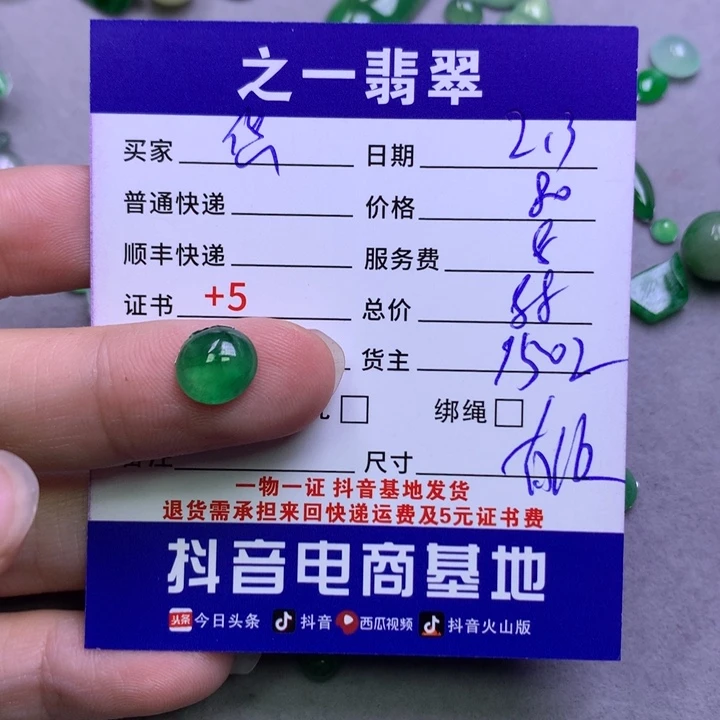 之一翡翠
买家 日期 2.13
普通快递 价格 80
顺丰快递 服务费 8
证书 +5 总价 88
货主 1502
绑绳
尺寸
一物一证 抖音基地发货
退货需承担来回快递运费及5元证书费
抖音电商基地
头条 今日头条 抖音 西瓜视频 抖音火山版